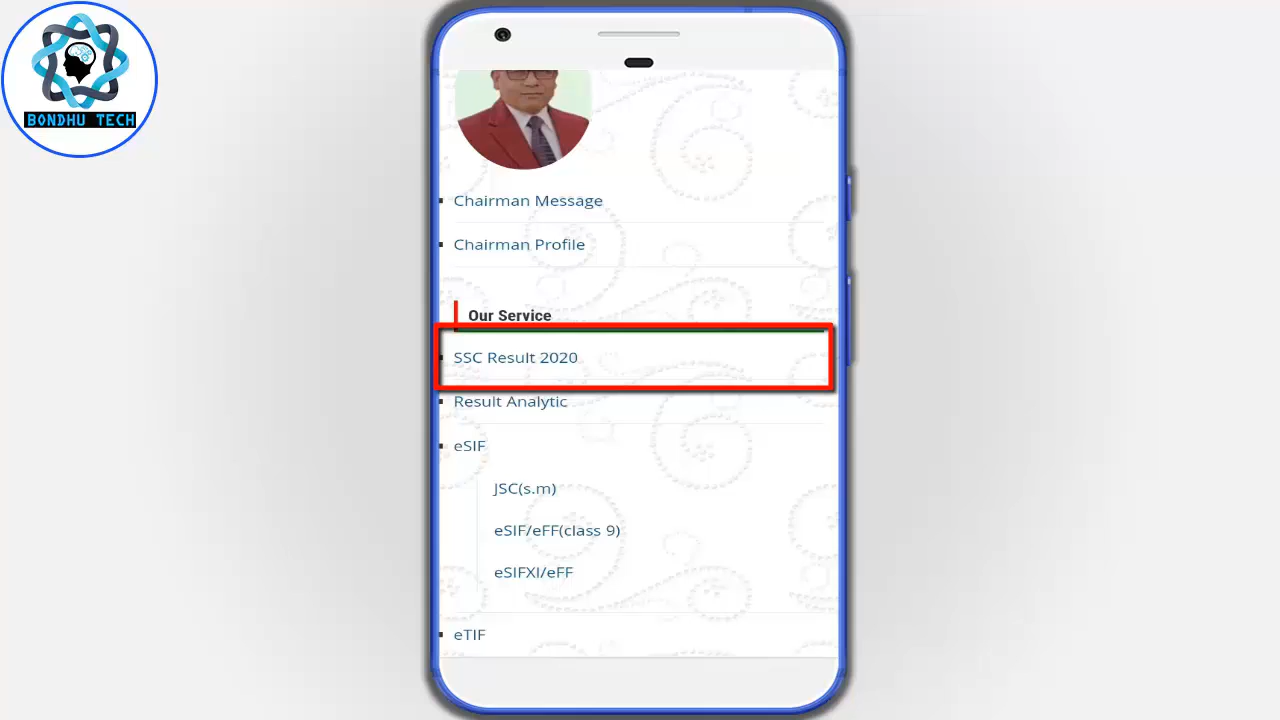 BONDHU TECH
Chairman Message
Chairman Profile
Our Service
SSC Result 2020
Result Analytic
eSIF
JSC(s.m)
eSIF/eFF(class 9)
eSIFXI/eFF
eTIF